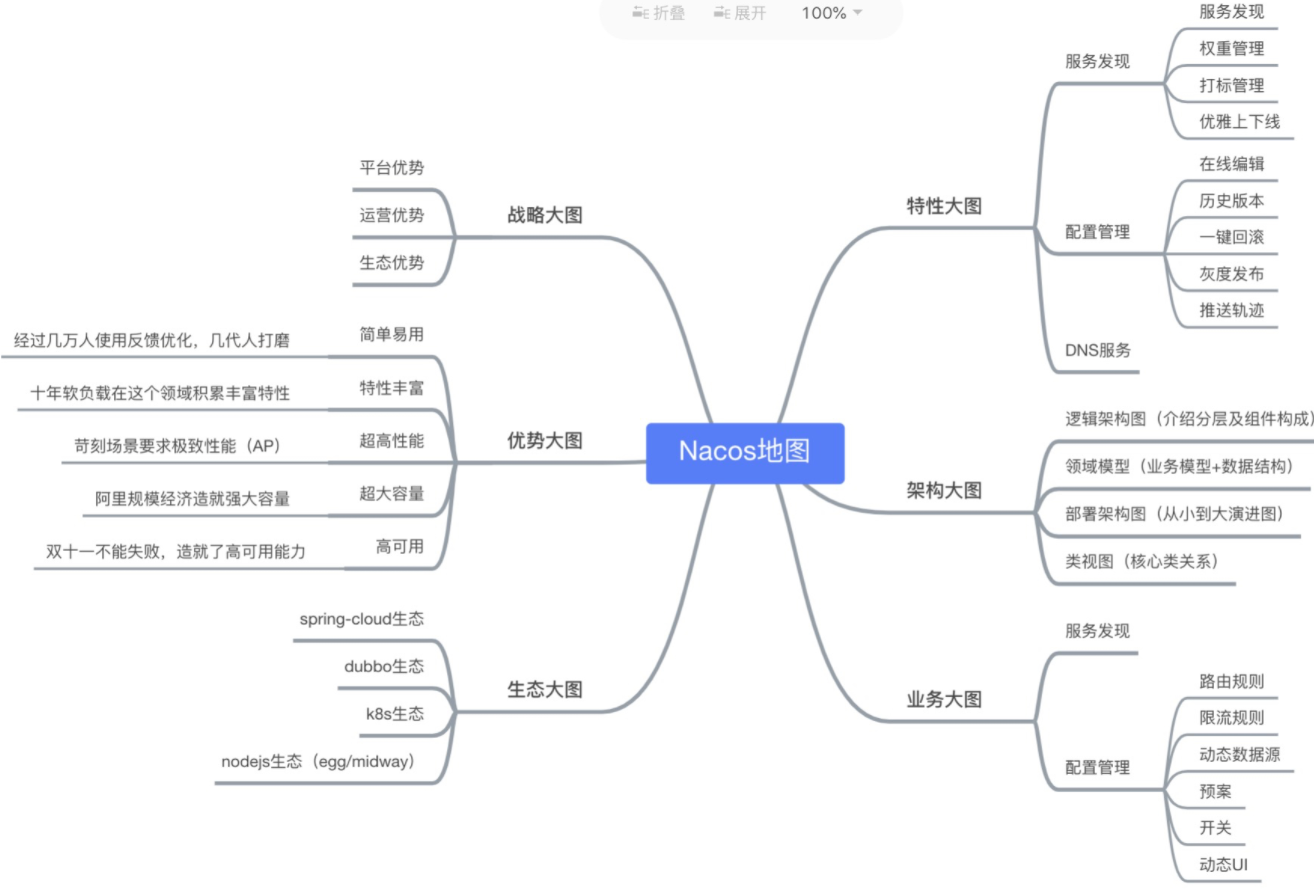 折叠
展开
100%
Nacos地图
特性大图
服务发现
服务发现
权重管理
打标管理
优雅上下线
配置管理
在线编辑
历史版本
一键回滚
灰度发布
推送轨迹
DNS服务
架构大图
逻辑架构图（介绍分层及组件构成）
领域模型（业务模型+数据结构）
部署架构图（从小到大演进图）
类视图（核心类关系）
业务大图
服务发现
配置管理
路由规则
限流规则
动态数据源
预案
开关
动态UI
战略大图
平台优势
运营优势
生态优势
优势大图
简单易用
经过几万人使用反馈优化，几代人打磨
特性丰富
十年软负载在这个领域积累丰富特性
超高性能
苛刻场景要求极致性能（AP）
超大容量
阿里规模经济造就强大容量
高可用
双十一不能失败，造就了高可用能力
生态大图
spring-cloud生态
dubbo生态
k8s生态
nodejs生态（egg/midway）